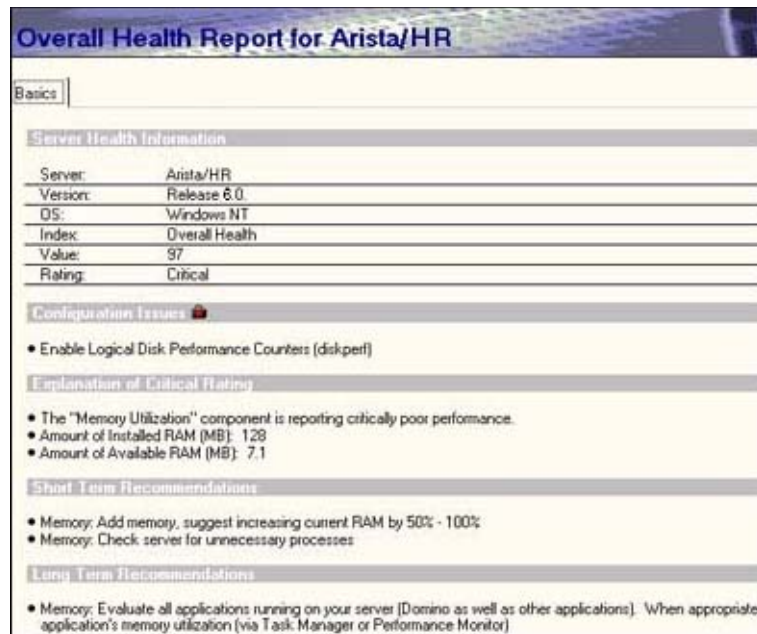 Overall Health Report for Arista/HR
Basics
Server Health Information
Server: Arista/HR
Version: Release 6.0.
OS: Windows NT
Index: Overall Health
Value: 97
Rating: Critical
Configuration Issues
• Enable Logical Disk Performance Counters (diskperf)
Explanation of Critical Rating
• The "Memory Utilization" component is reporting critically poor performance.
• Amount of Installed RAM (MB): 128
• Amount of Available RAM (MB): 7.1
Short Term Recommendations
• Memory: Add memory, suggest increasing current RAM by 50% - 100%
• Memory: Check server for unnecessary processes
Long Term Recommendations
• Memory: Evaluate all applications running on your server (Domino as well as other applications). When appropriate
application's memory utilization (via Task Manager or Performance Monitor)